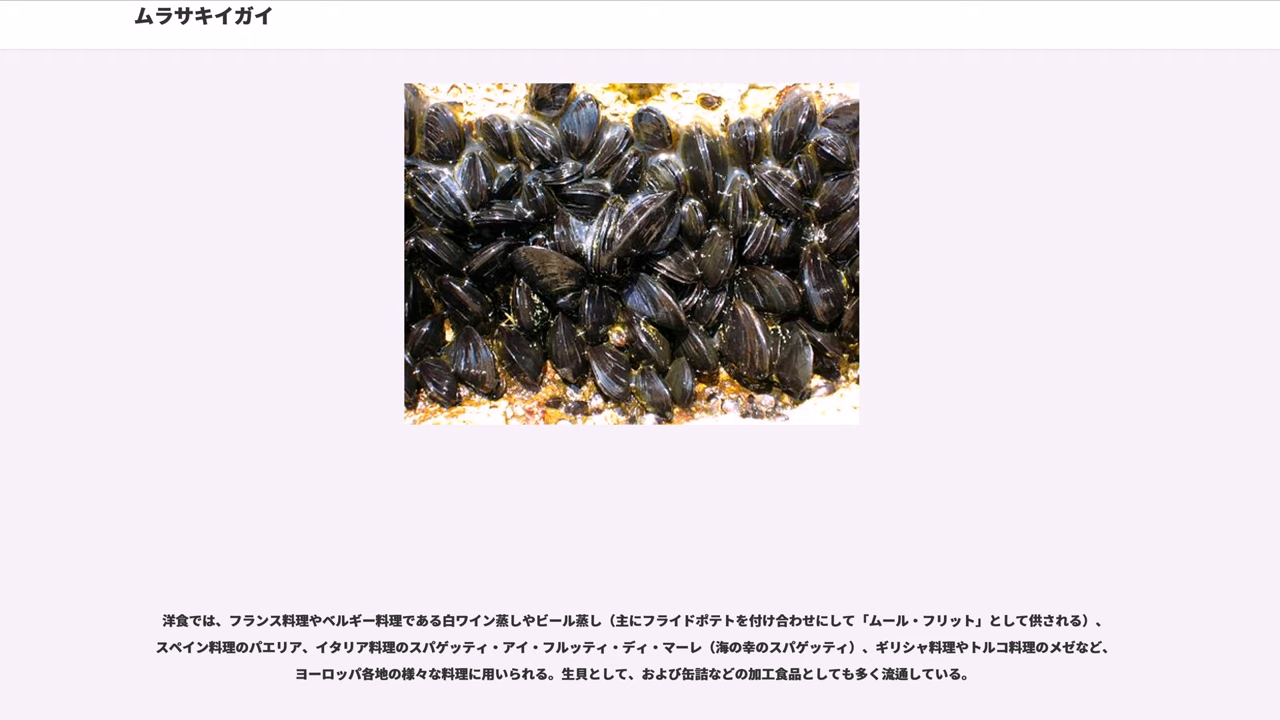 ムラサキイガイ
洋食では、フランス料理やベルギー料理である白ワイン蒸しやビール蒸し（主にフライドポテトを付け合わせにして「ムール・フリット」として供される）、
スペイン料理のパエリア、イタリア料理のスパゲッティ・アイ・フルッティ・ディ・マーレ（海の幸のスパゲッティ）、ギリシャ料理やトルコ料理のメゼなど、
ヨーロッパ各地の様々な料理に用いられる。生貝として、および缶詰などの加工食品としても多く流通している。